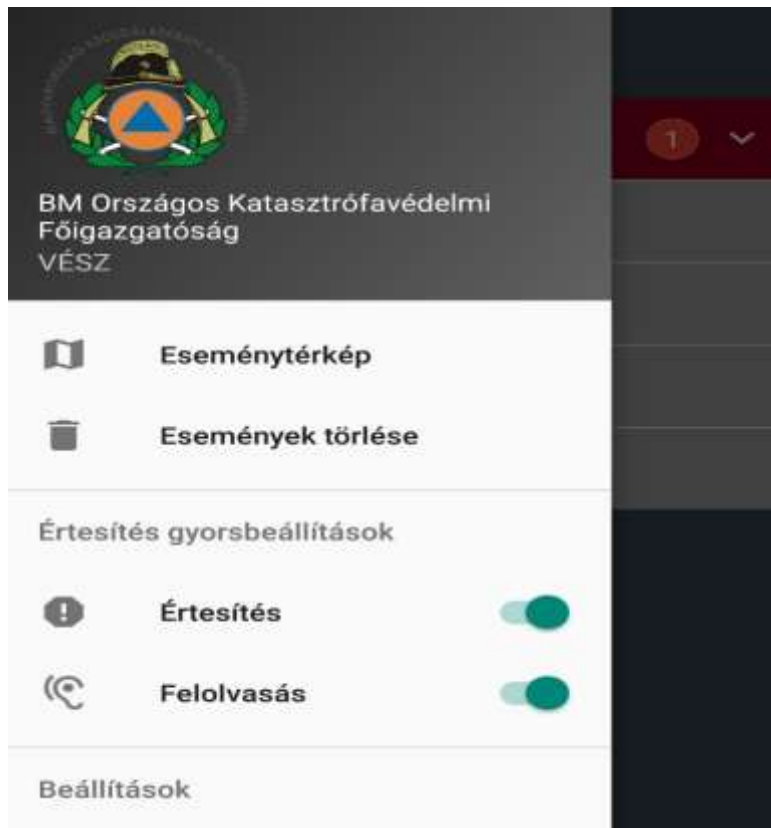 BM Országos Katasztrófavédelmi
Főigazgatóság
VÉSZ
1
Eseménytérkép
Események törlése
Értesítés gyorsbeállítások
Értesítés
Felolvasás
Beállítások